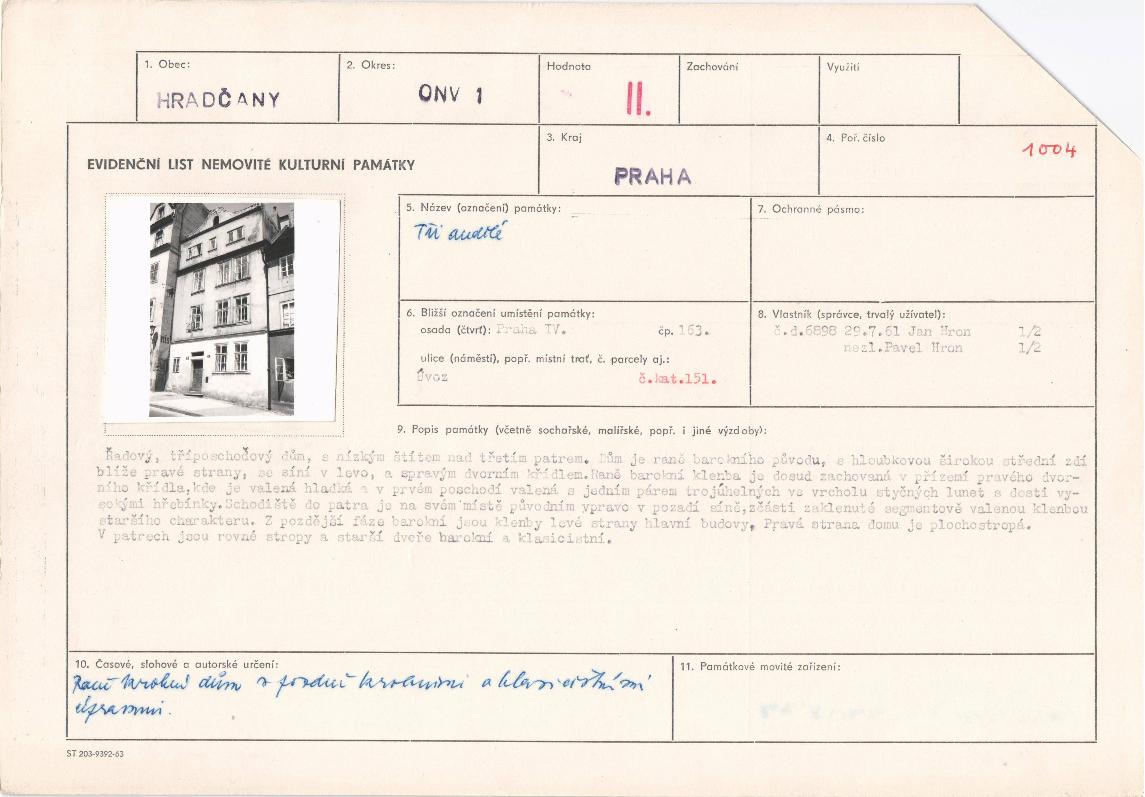 1. Obec:
HRADČANY
2. Okres:
ONV 1
Hodnota
II.
Zachování
Využití
EVIDENČNÍ LIST NEMOVITÉ KULTURNÍ PAMÁTKY
3. Kraj
PRAHA
4. Poř. číslo
1004
5. Název (označení) památky:
Tři andělé
7. Ochranné pásmo:
6. Bližší označení umístění památky:
osada (čtvrť): Praha IV. čp. 163.
ulice (náměstí), popř. místní trať, č. parcely aj.:
Úvoz č.kat.151.
8. Vlastník (správce, trvalý uživatel):
č.d.6898 29.7.61 Jan Hron 1/2
nezl.Pavel Hron 1/2
9. Popis památky (včetně sochařské, malířské, popř. i jiné výzdoby):
Řadový, tříposchoďový dům, s nízkým štítem nad třetím patrem. Dům je raně barokního původu, s hloubkovou širokou střední zdí
blíže pravé strany, se síní v levo, a spravým dvorním křídlem.Raně barokní klenba je dosud zachovaná v přízemí pravého dvor-
ního křídla,kde je valená hladká a v prvém poschodí valená s jedním párem trojúhelných ve vrcholu styčných lunet s dosti vy-
sokými hřebínky.Schodiště do patra je na svém místě původním vpravo v pozadí síně,zčásti zaklenuté segmentově valenou klenbou
staršího charakteru. Z pozdější fáze barokní jsou klenby levé strany hlavní budovy, Pravá strana domu je plochostropá.
V patrech jsou rovné stropy a starší dveře barokní a klasicistní.
10. Časové, slohové a autorské určení:
Raně barokní dům s pozdně barokními a klasicistními
úpravami.
11. Památkové movité zařízení:
ST 203-9392-63